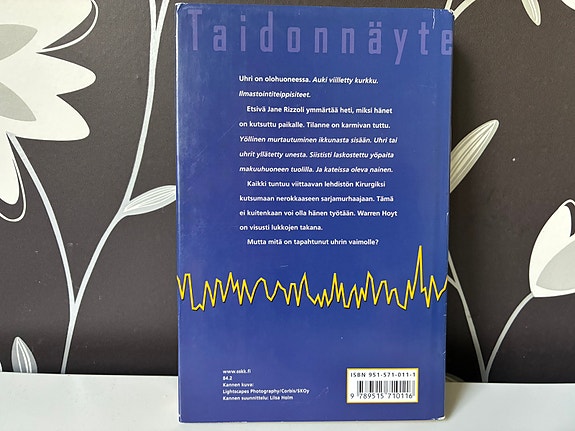 Taidonnäyte
Uhri on olohuoneessa. Auki viilletty kurkku.
Ilmastointiteippisiteet.
Etsivä Jane Rizzoli ymmärtää heti, miksi hänet
on kutsuttu paikalle. Tilanne on karmivan tuttu.
Yöllinen murtautuminen ikkunasta sisään. Uhri tai
uhrit yllätetty unesta. Siististi laskostettu yöpaita
makuuhuoneen tuolilla. Ja kateissa oleva nainen.
Kaikki tuntuu viittaavan lehdistön Kirurgiksi
kutsumaan nerokkaaseen sarjamurhaajaan. Tämä
ei kuitenkaan voi olla hänen työtään. Warren Hoyt
on visusti lukkojen takana.
Mutta mitä on tapahtunut uhrin vaimolle?
www.sskk.fi
84.2
Kannen kuva:
Lightscapes Photography/Corbis/SKOy
Kannen suunnittelu: Liisa Holm
ISBN 951-571-011-1
9 789515 710116